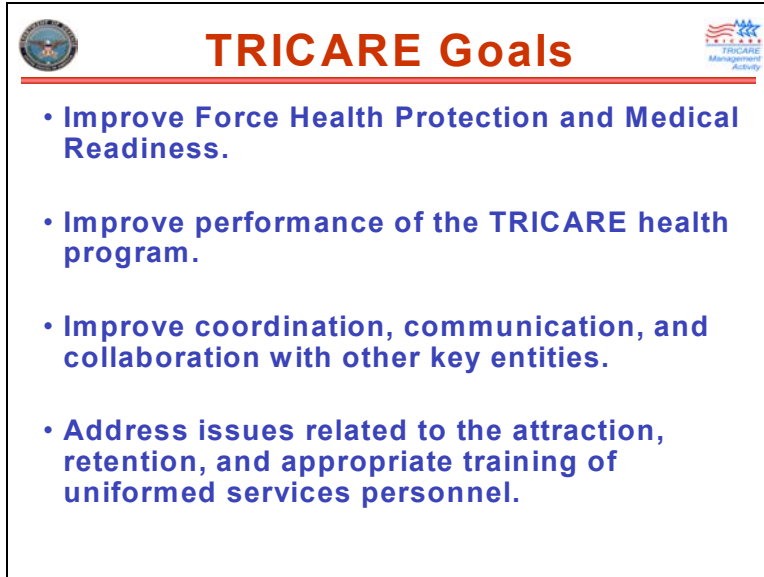 TRICARE Goals
TRICARE
TRICARE
Management
Activity
• Improve Force Health Protection and Medical
Readiness.
• Improve performance of the TRICARE health
program.
• Improve coordination, communication, and
collaboration with other key entities.
• Address issues related to the attraction,
retention, and appropriate training of
uniformed services personnel.